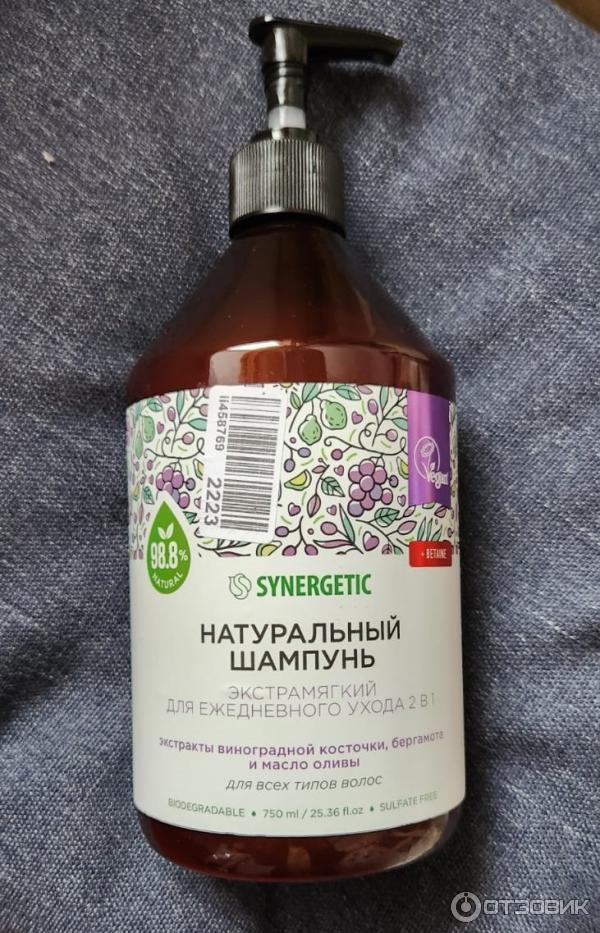 ii458769
2223
Vegan
+ BETAINE
98.8%
NATURAL
SYNERGETIC
НАТУРАЛЬНЫЙ
ШАМПУНЬ
ЭКСТРАМЯГКИЙ
ДЛЯ ЕЖЕДНЕВНОГО УХОДА 2 В 1
экстракты виноградной косточки, бергамота
и масло оливы
для всех типов волос
BIODEGRADABLE 750 ml / 25.36 fl.oz SULFATE FREE
ОТЗОВИК